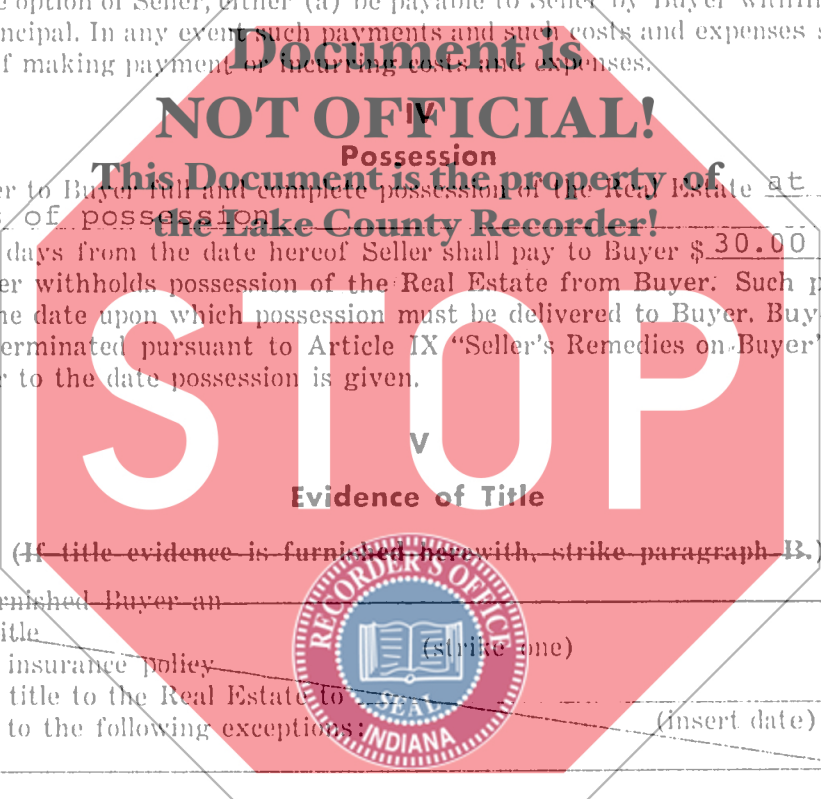 option of Seller, either (a) be payable to Seller by Buyer
ncipal. In any event such payments and such costs and expenses s
f making payment or incurring costs and expenses.
Document is
NOT OFFICIAL!
IV
Possession
This Document is the property of
er to Buyer full and complete possession of the Real Estate at
s of possession
the Lake County Recorder!
days from the date hereof Seller shall pay to Buyer $ 30.00
er withholds possession of the Real Estate from Buyer. Such p
he date upon which possession must be delivered to Buyer. Buy
erminated pursuant to Article IX “Seller's Remedies on Buyer'
r to the date possession is given.
STOP
V
Evidence of Title
(If title evidence is furnished herewith, strike paragraph B.)
rnished Buyer an
itle
(strike one)
insurance policy
title to the Real Estate to
(insert date)
to the following exceptions:
RECORDER'S OFFICE
SEAL
INDIANA